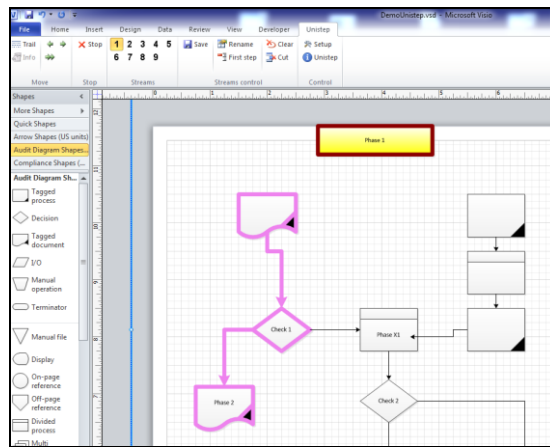 DemoUnistep.vsd - Microsoft Visio
File Home Insert Design Data Review View Developer Unistep
Trail Stop 1 2 3 4 5 Save Rename Clear Setup
Info 6 7 8 9 First step Cut Unistep
Move Stop Streams Streams control Control
Shapes
More Shapes
Quick Shapes
Arrow Shapes (US units)
Audit Diagram Shapes...
Compliance Shapes (...
Audit Diagram Sh...
Tagged
process
Decision
Tagged
document
I/O
Manual
operation
Terminator
Manual file
Display
On-page
reference
Off-page
reference
Divided
process
Multi
Phase 1
Check 1
Phase X1
Phase 2
Check 2